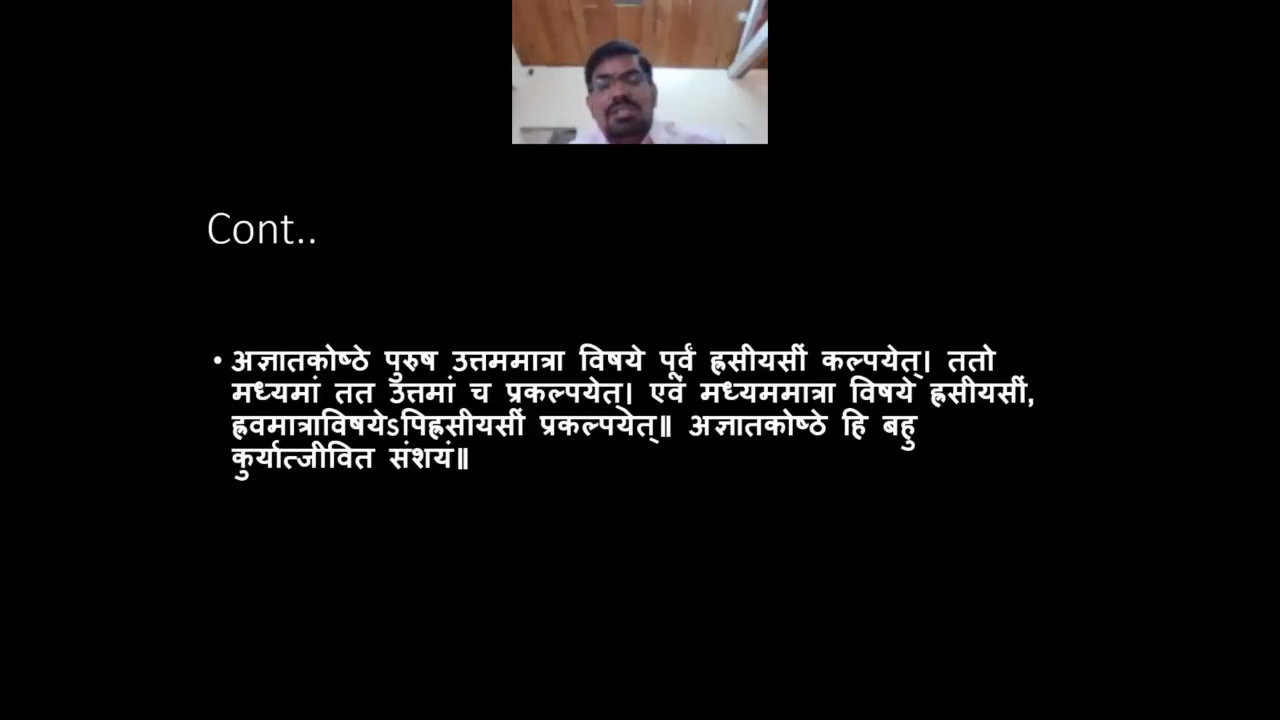 Cont..
• अज्ञातकोष्ठे पुरुष उत्तममात्रा विषये पूर्वं ह्रसीयसीं कल्पयेत्। ततो
मध्यमां तत उत्तमां च प्रकल्पयेत्। एवं मध्यममात्रा विषये ह्रसीयसीं,
ह्रवमात्राविषयेऽपिह्रसीयसीं प्रकल्पयेत्॥ अज्ञातकोष्ठे हि बहु
कुर्यात्जीवित संशयं॥